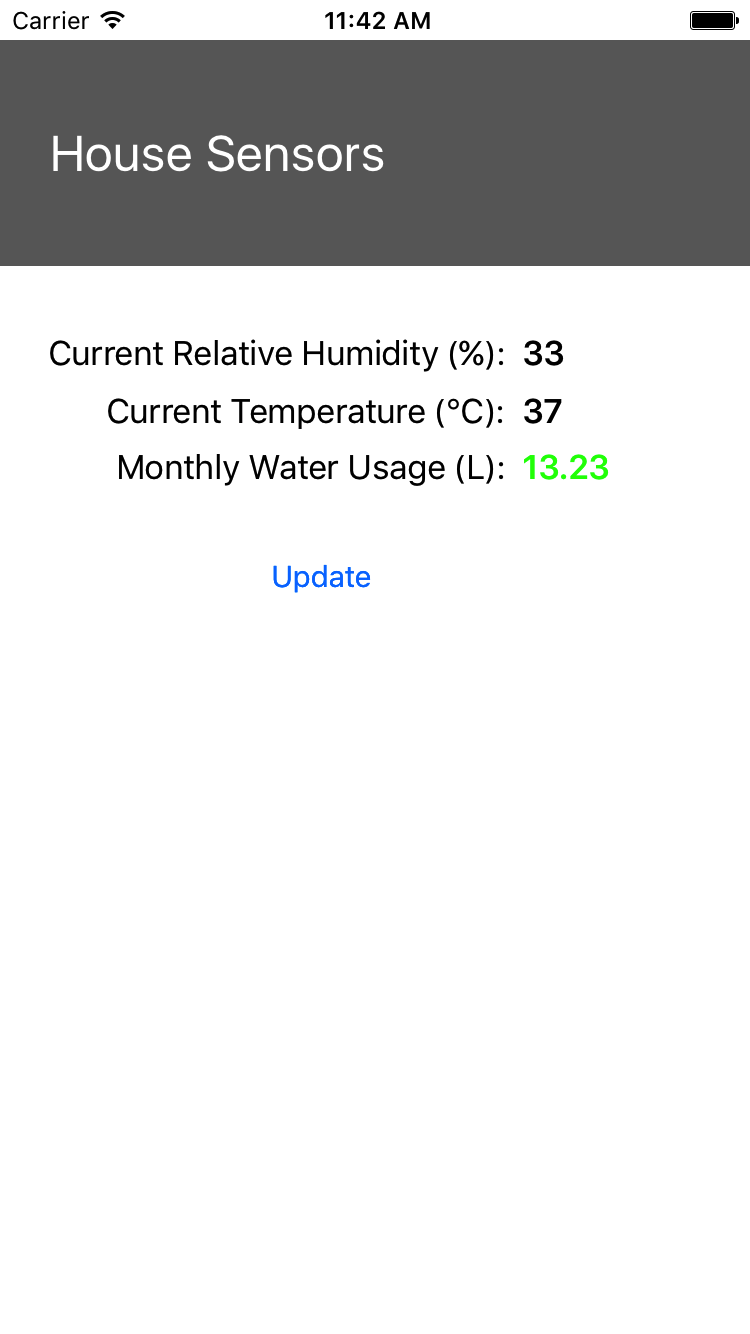 Carrier 11:42 AM
House Sensors
Current Relative Humidity (%): 33
Current Temperature (°C): 37
Monthly Water Usage (L): 13.23
Update